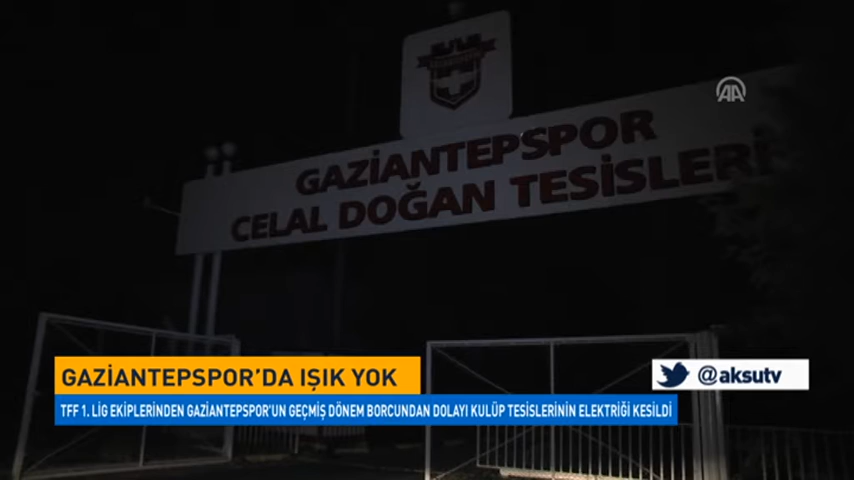 AA
GAZİANTEPSPOR
CELAL DOĞAN TESİSLERİ
GAZİANTEPSPOR'DA IŞIK YOK
@aksutv
TFF 1. LİG EKİPLERİNDEN GAZİANTEPSPOR'UN GEÇMİŞ DÖNEM BORCUNDAN DOLAYI KULÜP TESİSLERİNİN ELEKTRİĞİ KESİLDİ